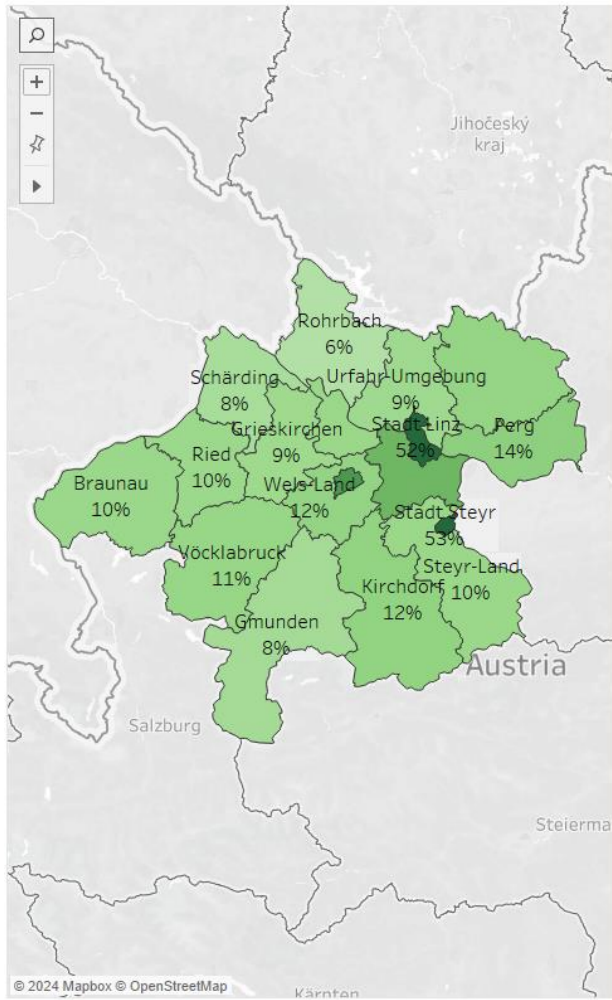 Jihočeský
kraj
Rohrbach
6%
Schärding
8%
Urfahr-Umgebung
9%
Grieskirchen
9%
Stadt Linz
52%
Perg
14%
Ried
10%
Braunau
10%
Wels-Land
12%
Stadt Steyr
53%
Vöcklabruck
11%
Steyr-Land
10%
Kirchdorf
12%
Gmunden
8%
Austria
Salzburg
Steierma
© 2024 Mapbox © OpenStreetMap
Kärnten